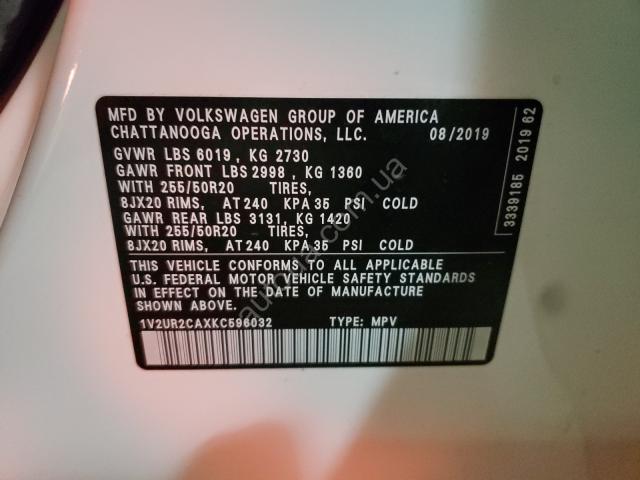 MFD BY VOLKSWAGEN GROUP OF AMERICA
CHATTANOOGA OPERATIONS, LLC. 08/2019
GVWR LBS 6019, KG 2730
GAWR FRONT LBS 2998, KG 1360
WITH 255/50R20 TIRES,
8JX20 RIMS, AT 240 KPA 35 PSI COLD
GAWR REAR LBS 3131, KG 1420
WITH 255/50R20 TIRES,
8JX20 RIMS, AT 240 KPA 35 PSI COLD
THIS VEHICLE CONFORMS TO ALL APPLICABLE
U.S. FEDERAL MOTOR VEHICLE SAFETY STANDARDS
IN EFFECT ON THE DATE OF MANUFACTURE
SHOWN ABOVE.
1V2UR2CAXKC596032 TYPE: MPV
3339185 2019 62